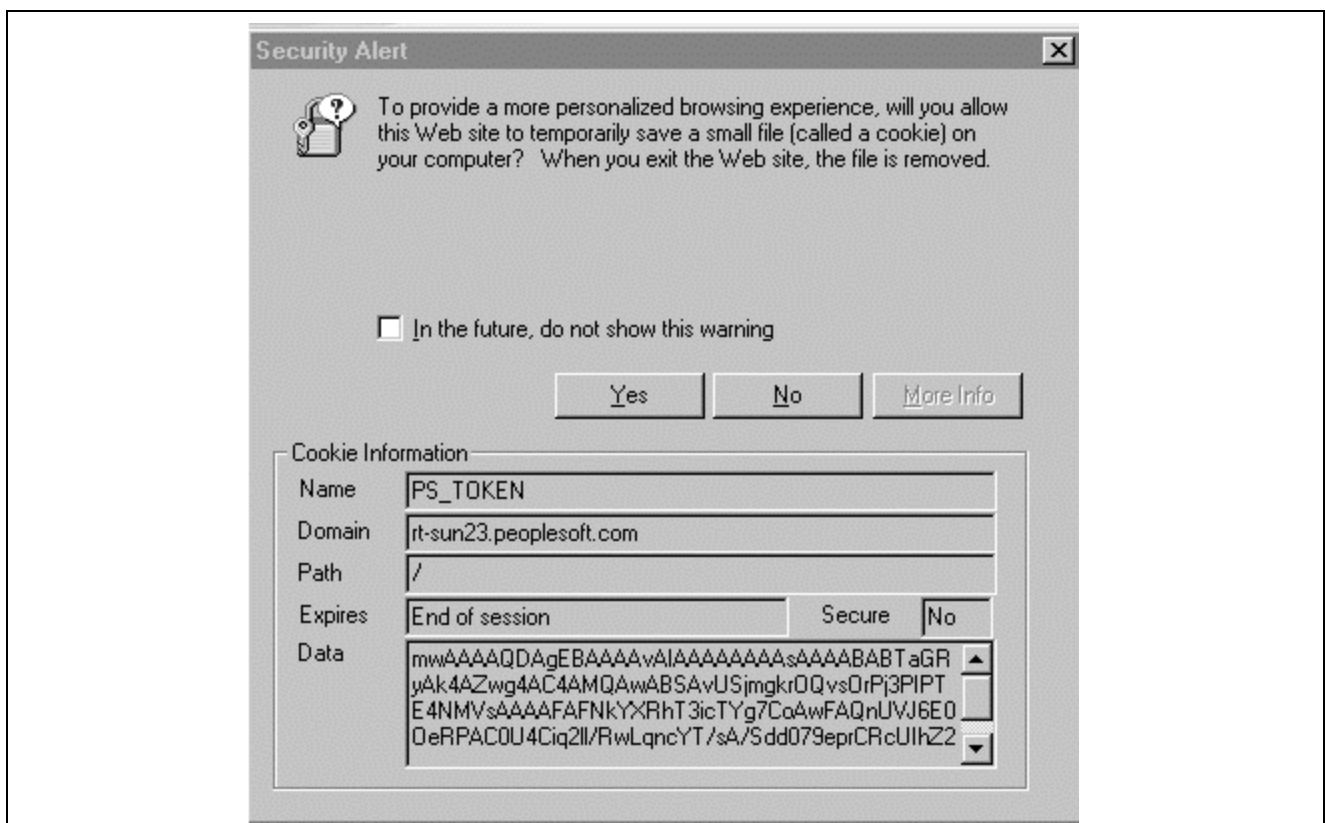 Security Alert
To provide a more personalized browsing experience, will you allow
this Web site to temporarily save a small file (called a cookie) on
your computer? When you exit the Web site, the file is removed.
In the future, do not show this warning
Yes No More Info
Cookie Information
Name PS_TOKEN
Domain rt-sun23.peoplesoft.com
Path /
Expires End of session Secure No
Data mwAAAAQDAgEBAAAAvAIAAAAAAAAsAAAABABTaGR
yAk4AZwg4AC4AMQAwABSAvUSjmgkrOQvsOrPj3PIPT
E4NMVsAAAAFAFNkYXRhT3icTYg7CoAwFAQnUVJ6E0
OeRPAC0U4Ciq2lI/RwLqncYT/sA/Sdd079eprCRcUIhZ2